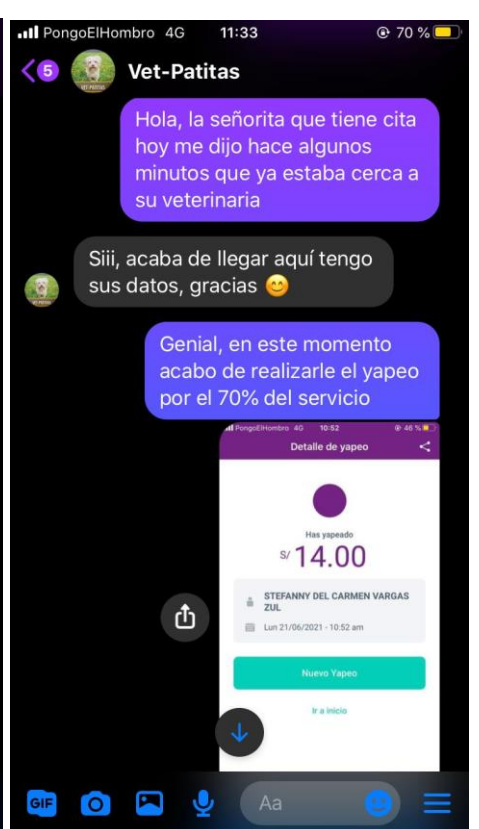 PongoElHombro 4G 11:33 70 %
5 Vet-Patitas
Hola, la señorita que tiene cita
hoy me dijo hace algunos
minutos que ya estaba cerca a
su veterinaria
Siii, acaba de llegar aquí tengo
sus datos, gracias 😊
Genial, en este momento
acabo de realizarle el yapeo
por el 70% del servicio
PongoElHombro 4G 10:52 46 %
Detalle de yapeo
Has yapeado
S/ 14.00
STEFANNY DEL CARMEN VARGAS
ZUL
Lun 21/06/2021 - 10:52 am
Nuevo Yapeo
Ir a inicio
GIF Aa